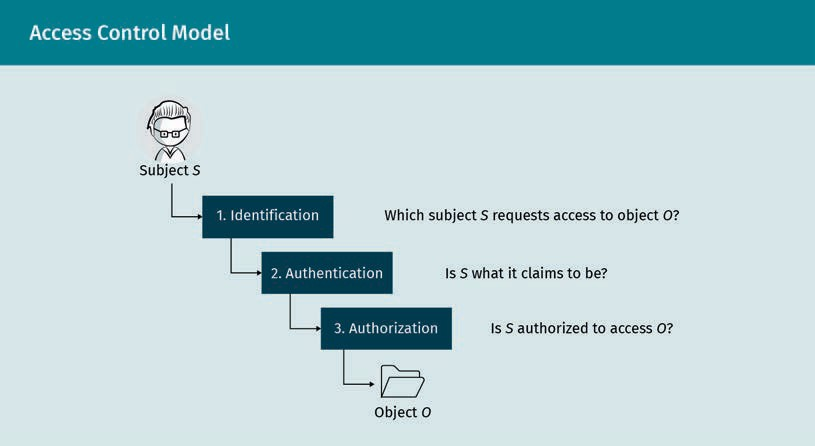 Access Control Model
Subject S
1. Identification
Which subject S requests access to object O?
2. Authentication
Is S what it claims to be?
3. Authorization
Is S authorized to access O?
Object O